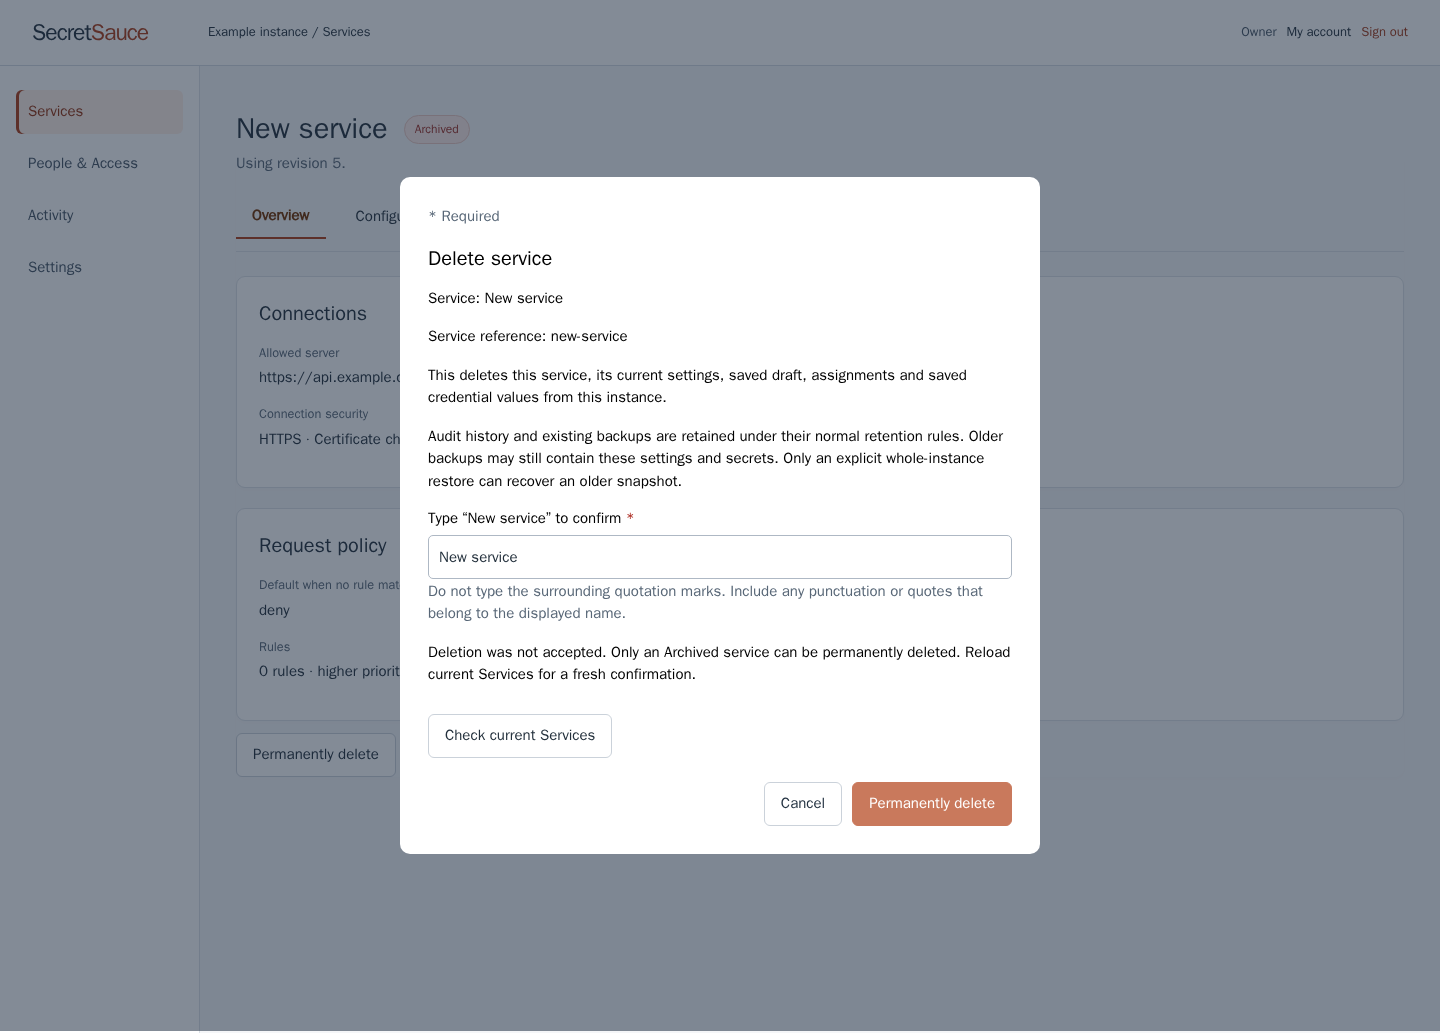 SecretSauce
Example instance / Services
Owner My account Sign out
Services
People & Access
Activity
Settings
New service Archived
Using revision 5.
Overview
Connections
Allowed server
https://api.example.
Connection security
HTTPS · Certificate
Request policy
Default when no rule
deny
Rules
0 rules · higher
Permanently delete
* Required
Delete service
Service: New service
Service reference: new-service
This deletes this service, its current settings, saved draft, assignments and saved
credential values from this instance.
Audit history and existing backups are retained under their normal retention rules. Older
backups may still contain these settings and secrets. Only an explicit whole-instance
restore can recover an older snapshot.
Type “New service” to confirm *
New service
Do not type the surrounding quotation marks. Include any punctuation or quotes that
belong to the displayed name.
Deletion was not accepted. Only an Archived service can be permanently deleted. Reload
current Services for a fresh confirmation.
Check current Services
Cancel Permanently delete